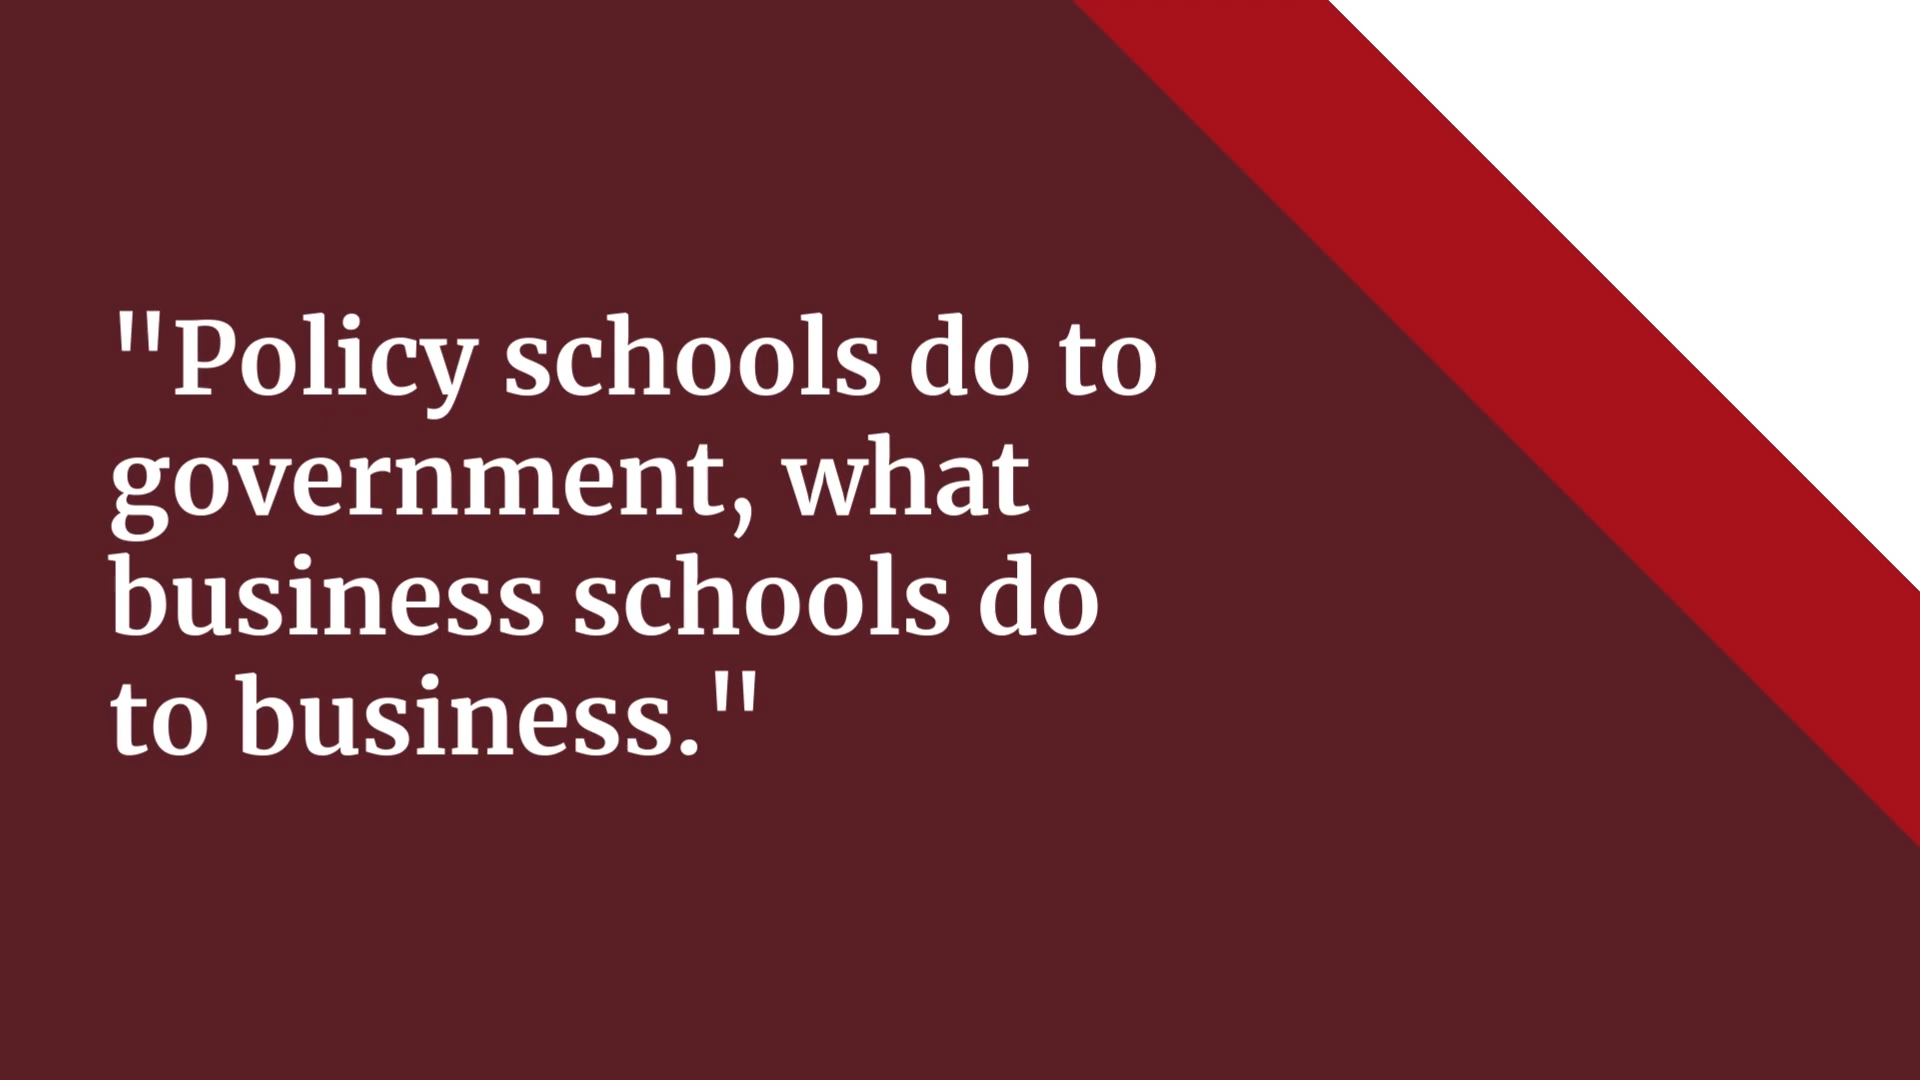 "Policy schools do to
government, what
business schools do
to business."